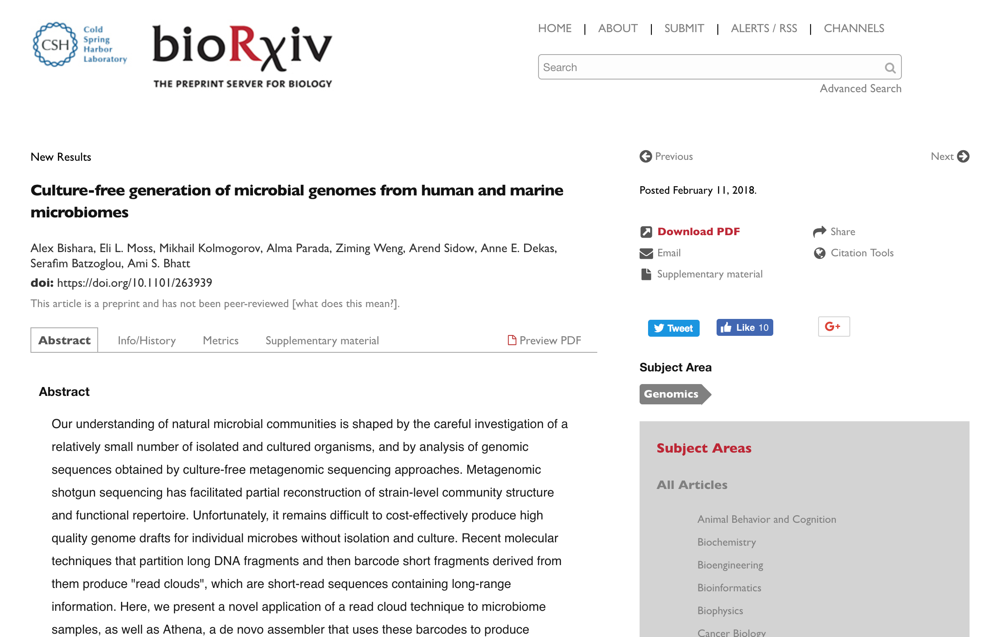 CSH
Cold
Spring
Harbor
Laboratory
bioRxiv
THE PREPRINT SERVER FOR BIOLOGY
HOME | ABOUT | SUBMIT | ALERTS / RSS | CHANNELS
Search
Advanced Search
New Results
Culture-free generation of microbial genomes from human and marine
microbiomes
Alex Bishara, Eli L. Moss, Mikhail Kolmogorov, Alma Parada, Ziming Weng, Arend Sidow, Anne E. Dekas,
Serafim Batzoglou, Ami S. Bhatt
doi: https://doi.org/10.1101/263939
This article is a preprint and has not been peer-reviewed [what does this mean?].
Abstract Info/History Metrics Supplementary material Preview PDF
Abstract
Our understanding of natural microbial communities is shaped by the careful investigation of a
relatively small number of isolated and cultured organisms, and by analysis of genomic
sequences obtained by culture-free metagenomic sequencing approaches. Metagenomic
shotgun sequencing has facilitated partial reconstruction of strain-level community structure
and functional repertoire. Unfortunately, it remains difficult to cost-effectively produce high
quality genome drafts for individual microbes without isolation and culture. Recent molecular
techniques that partition long DNA fragments and then barcode short fragments derived from
them produce "read clouds", which are short-read sequences containing long-range
information. Here, we present a novel application of a read cloud technique to microbiome
samples, as well as Athena, a de novo assembler that uses these barcodes to produce
Previous Next
Posted February 11, 2018.
Download PDF Share
Email Citation Tools
Supplementary material
Tweet Like 10 G+
Subject Area
Genomics
Subject Areas
All Articles
Animal Behavior and Cognition
Biochemistry
Bioengineering
Bioinformatics
Biophysics
Cancer Biology